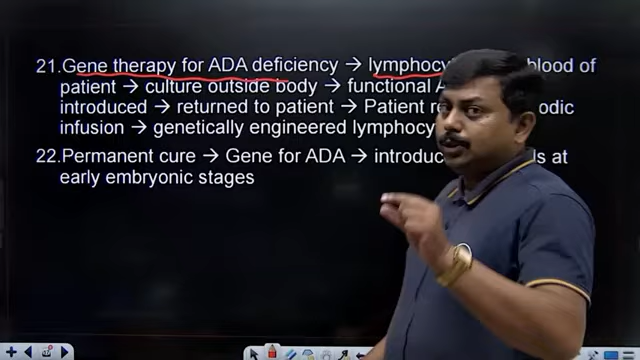 21.Gene therapy for ADA deficiency → lymphocy blood of
patient → culture outside body → functional A
introduced → returned to patient → Patient re odic
infusion → genetically engineered lymphocy
22.Permanent cure → Gene for ADA → introduc s at
early embryonic stages